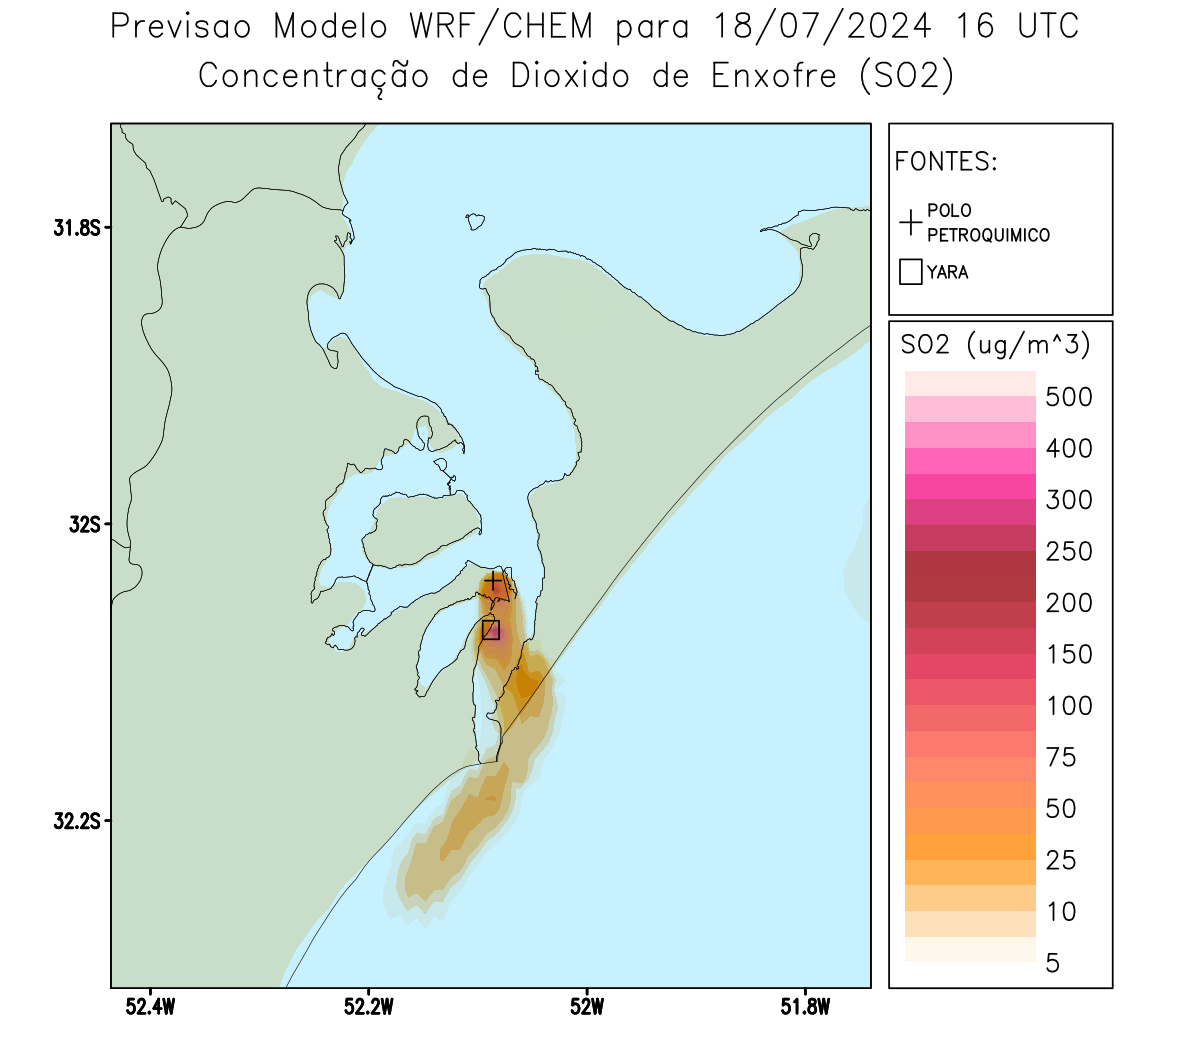 Previsao Modelo WRF/CHEM para 18/07/2024 16 UTC
Concentração de Dioxido de Enxofre (SO2)
FONTES:
POLO
PETROQUIMICO
YARA
31.8S
32S
32.2S
52.4W
52.2W
52W
51.8W
SO2 (ug/m^3)
500
400
300
250
200
150
100
75
50
25
10
5